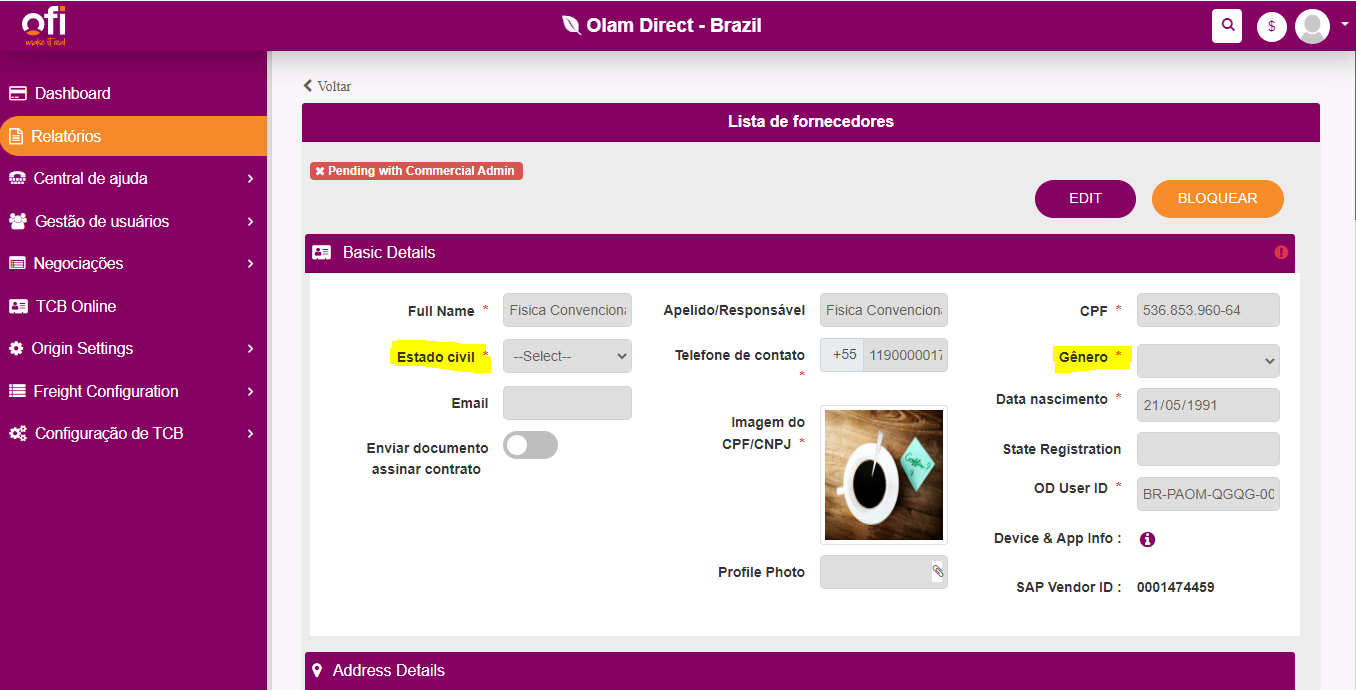 ofi
make it real
Olam Direct - Brazil
$
Dashboard
Relatórios
Central de ajuda
Gestão de usuários
Negociações
TCB Online
Origin Settings
Freight Configuration
Configuração de TCB
Voltar
Lista de fornecedores
Pending with Commercial Admin
EDIT
BLOQUEAR
Basic Details
Full Name *
Fisica Convenciona
Estado civil *
--Select--
Email
Enviar documento
assinar contrato
Apelido/Responsável
Fisica Convencion
Telefone de contato
*
+55 1190000017
Imagem do
CPF/CNPJ *
Coffee?
Profile Photo
CPF *
536.853.960-64
Gênero *
Data nascimento *
21/05/1991
State Registration
OD User ID *
BR-PAOM-QGQG-00
Device & App Info :
SAP Vendor ID : 0001474459
Address Details